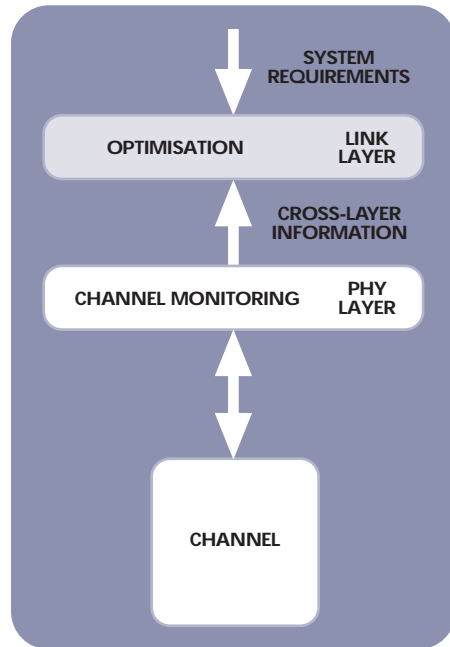 SYSTEM
REQUIREMENTS
OPTIMISATION
LINK
LAYER
CROSS-LAYER
INFORMATION
CHANNEL MONITORING
PHY
LAYER
CHANNEL